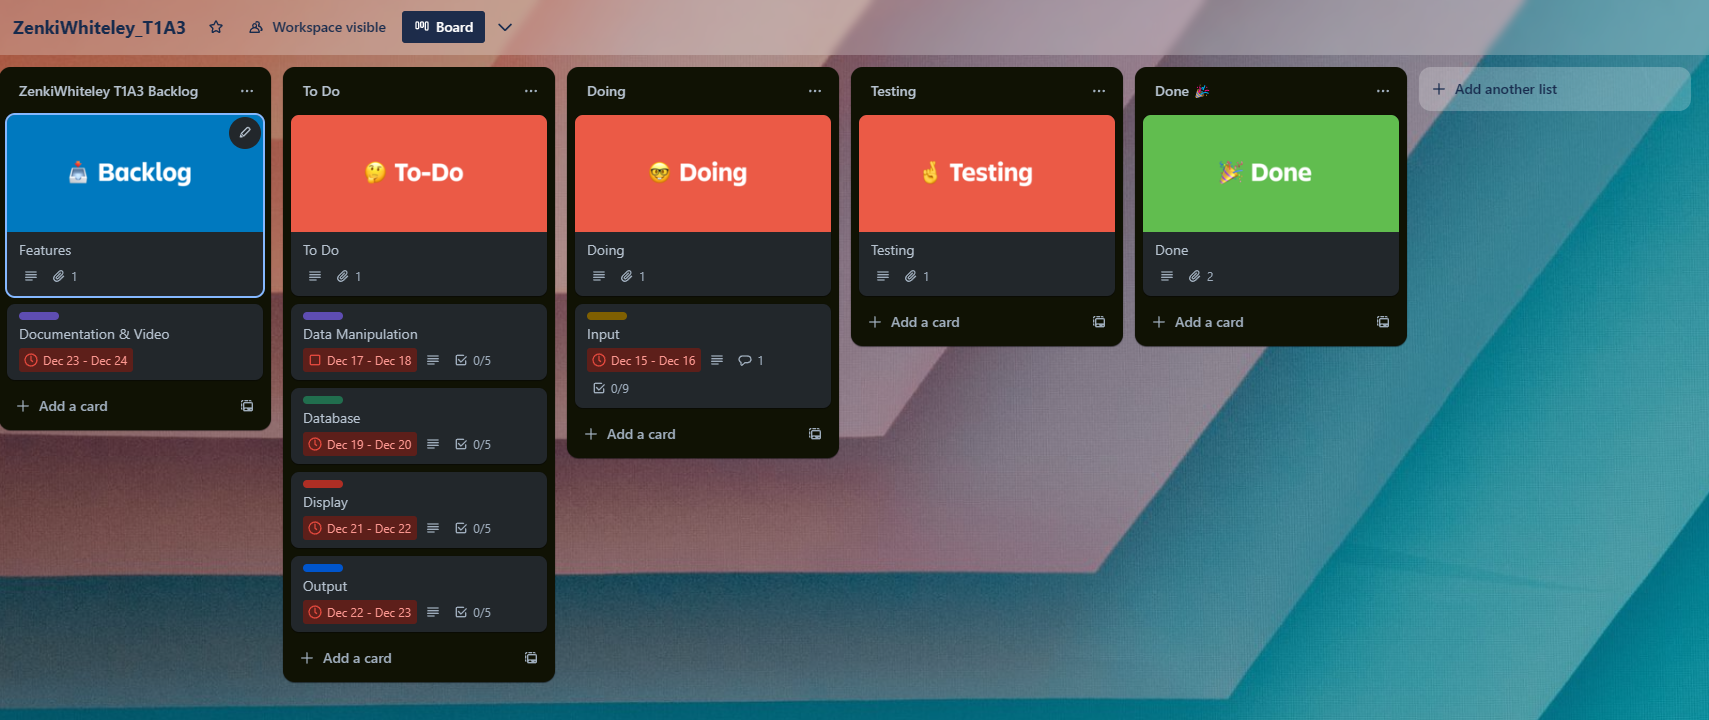 ZenkiWhiteley_T1A3
Workspace visible
Board
ZenkiWhiteley T1A3 Backlog
Backlog
Features
1
Documentation & Video
Dec 23 - Dec 24
Add a card
To Do
To-Do
To Do
1
Data Manipulation
Dec 17 - Dec 18
0/5
Database
Dec 19 - Dec 20
0/5
Display
Dec 21 - Dec 22
0/5
Output
Dec 22 - Dec 23
0/5
Add a card
Doing
Doing
Doing
1
Input
Dec 15 - Dec 16
1
0/9
Add a card
Testing
Testing
Testing
1
Add a card
Done 🎉
Done
Done
2
Add a card
Add another list